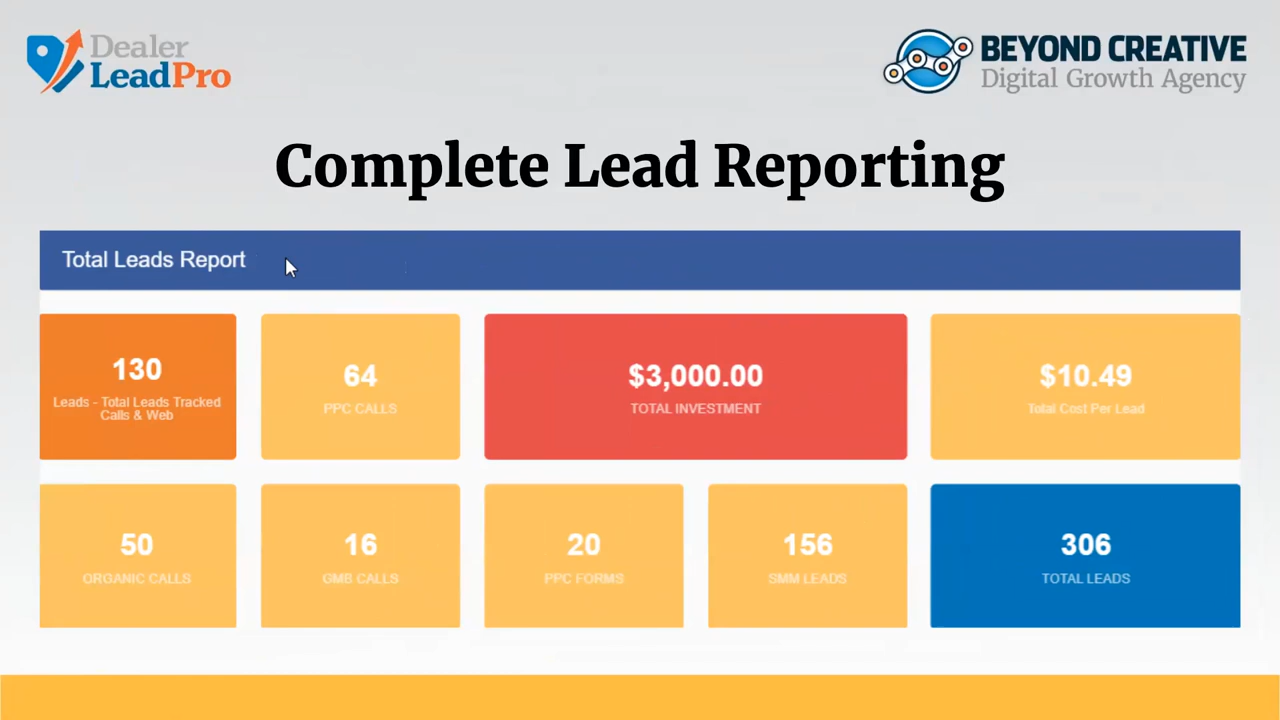 Dealer
LeadPro
BEYOND CREATIVE
Digital Growth Agency
Complete Lead Reporting
Total Leads Report
130
Leads - Total Leads Tracked
Calls & Web
64
PPC CALLS
$3,000.00
TOTAL INVESTMENT
$10.49
Total Cost Per Lead
50
ORGANIC CALLS
16
GMB CALLS
20
PPC FORMS
156
SMM LEADS
306
TOTAL LEADS